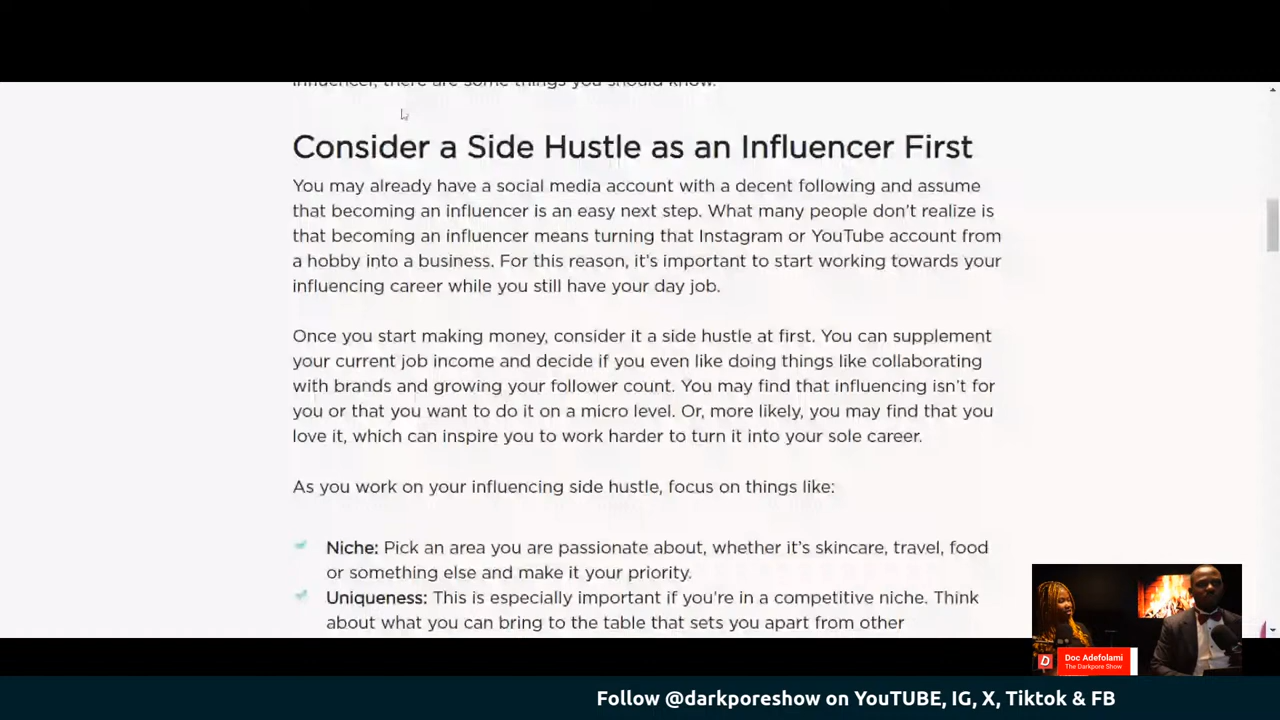 influencer, there are some things you should know.
Consider a Side Hustle as an Influencer First
You may already have a social media account with a decent following and assume
that becoming an influencer is an easy next step. What many people don't realize is
that becoming an influencer means turning that Instagram or YouTube account from
a hobby into a business. For this reason, it's important to start working towards your
influencing career while you still have your day job.
Once you start making money, consider it a side hustle at first. You can supplement
your current job income and decide if you even like doing things like collaborating
with brands and growing your follower count. You may find that influencing isn't for
you or that you want to do it on a micro level. Or, more likely, you may find that you
love it, which can inspire you to work harder to turn it into your sole career.
As you work on your influencing side hustle, focus on things like:
Niche: Pick an area you are passionate about, whether it's skincare, travel, food
or something else and make it your priority.
Uniqueness: This is especially important if you're in a competitive niche. Think
about what you can bring to the table that sets you apart from other
D
Doc Adefolami
The Darkpore Show
Follow @darkporeshow on YouTUBE, IG, X, Tiktok & FB